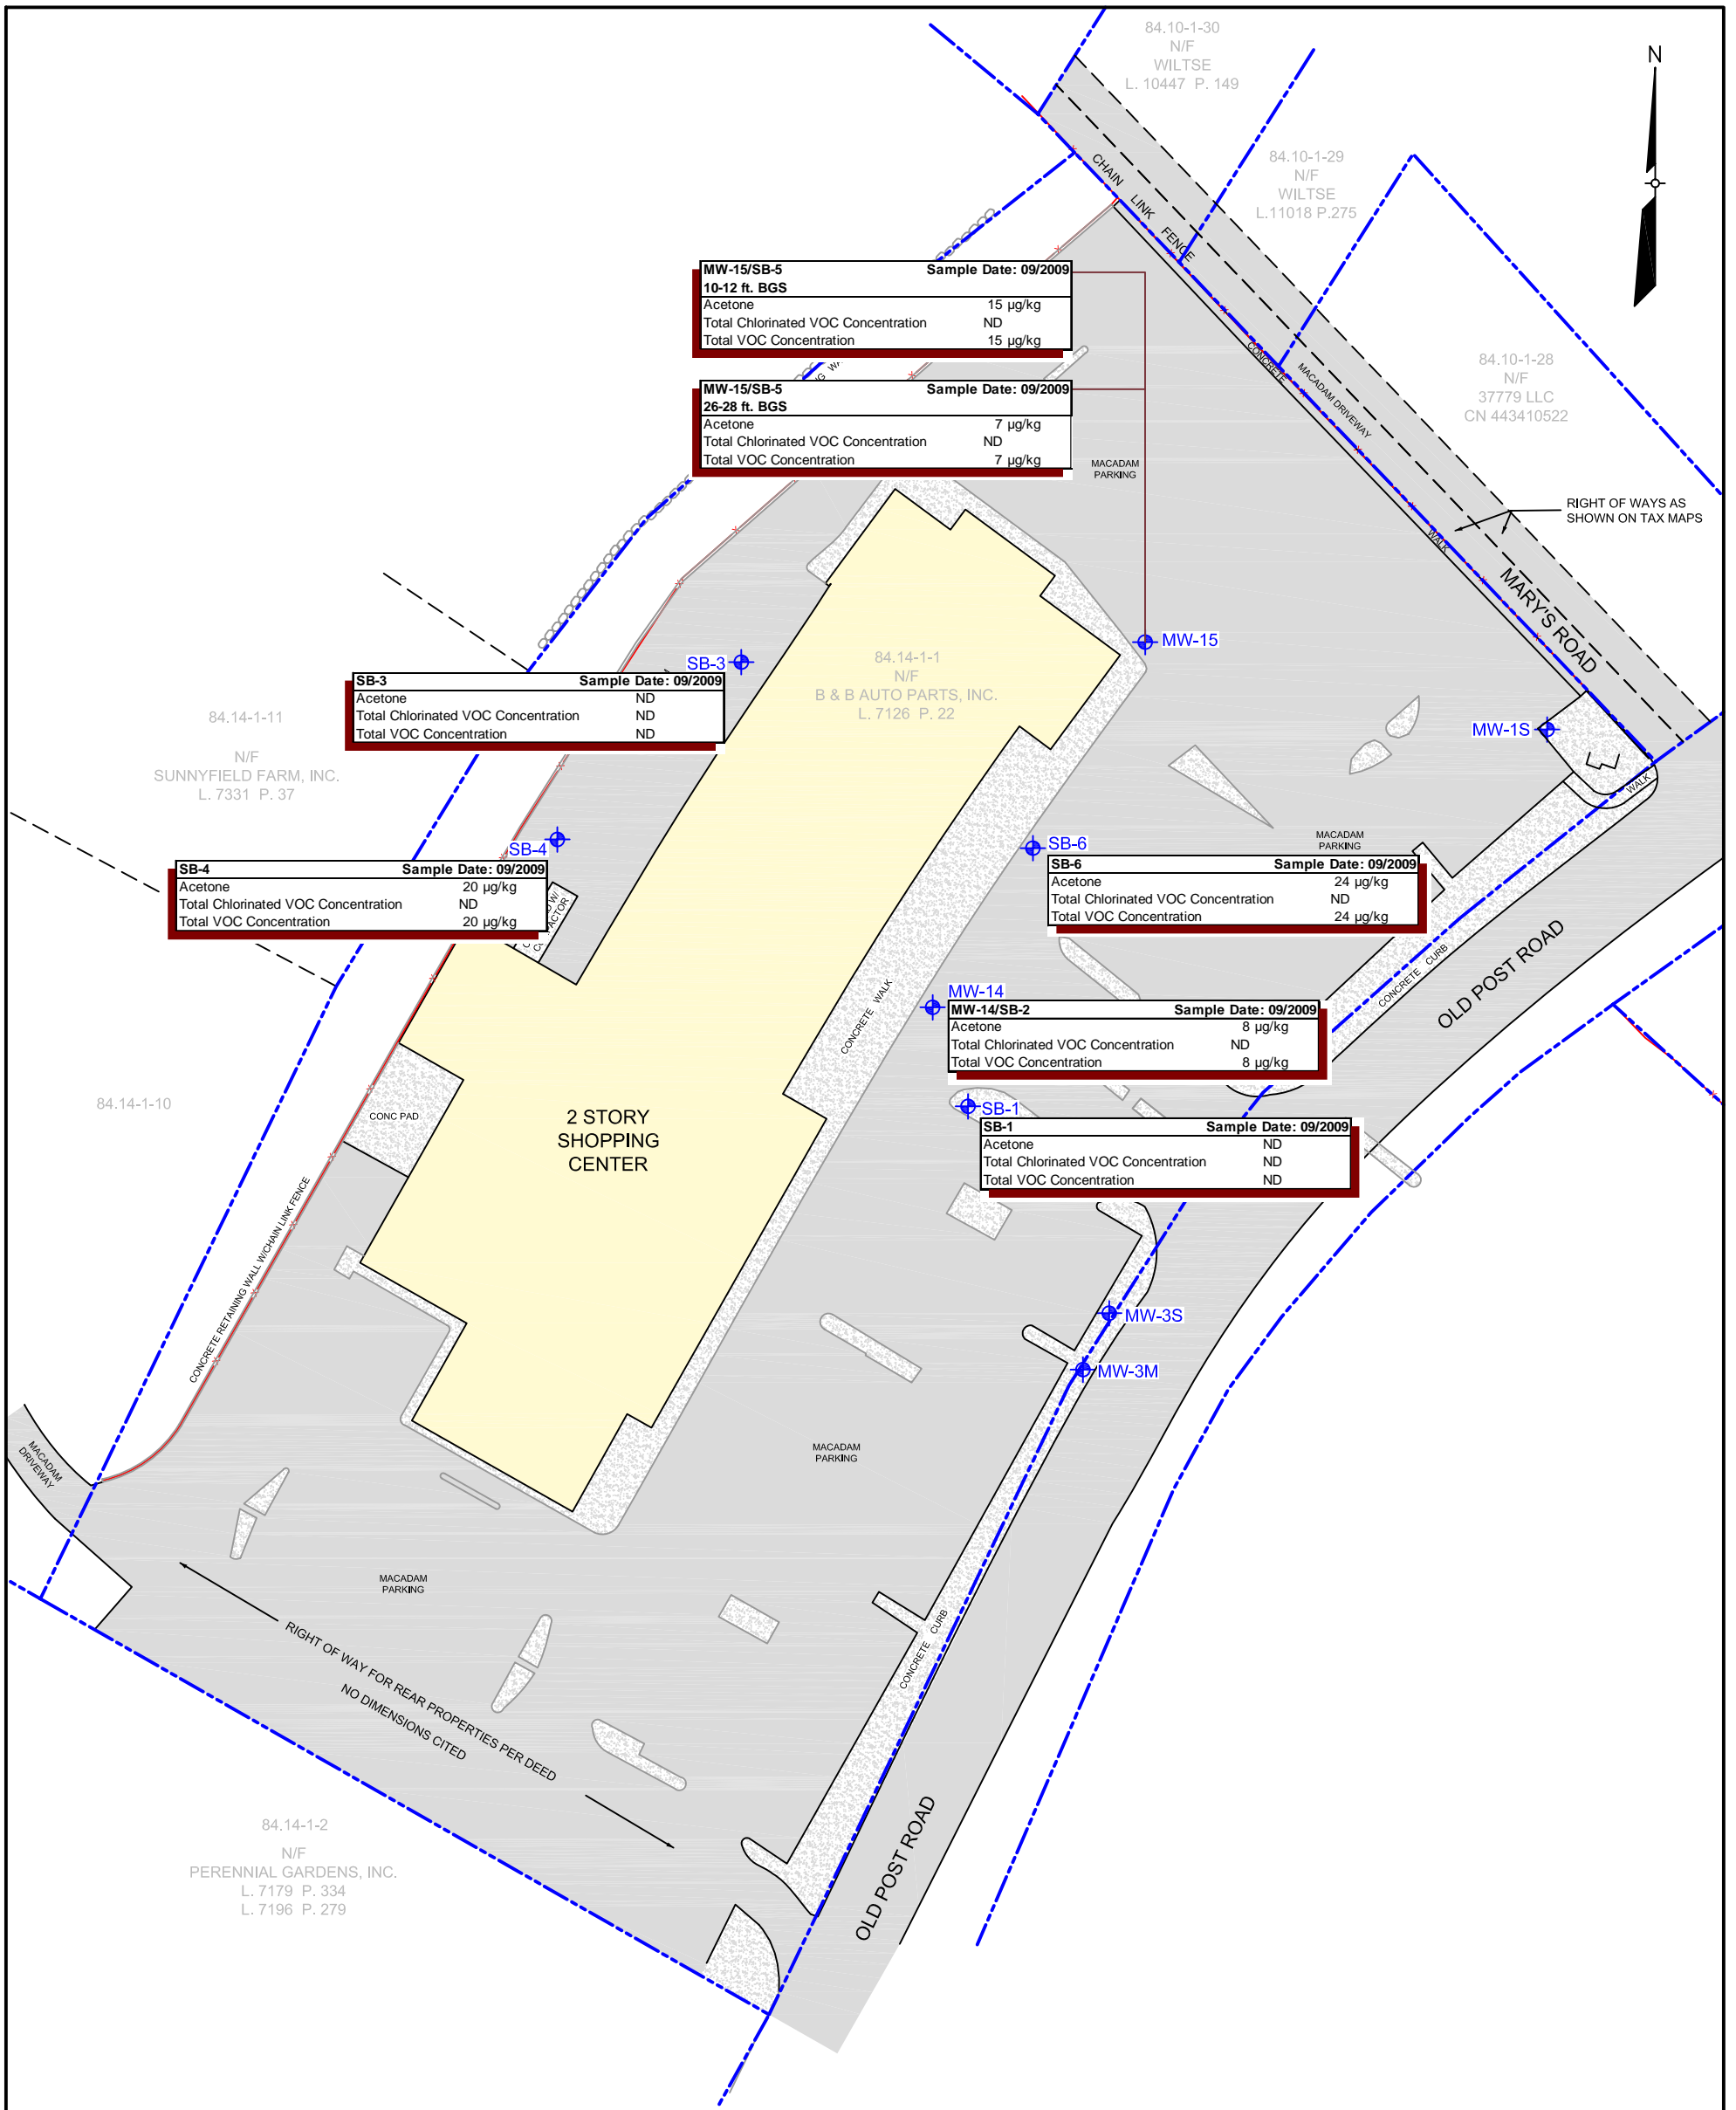 84.10-1-30
N/F
WILTSE
L. 10447 P. 149
N
84.10-1-29
N/F
WILTSE
L.11018 P.275
CHAIN LINK FENCE
MW-15/SB-5 Sample Date: 09/2009
10-12 ft. BGS
Acetone 15 µg/kg
Total Chlorinated VOC Concentration ND
Total VOC Concentration 15 µg/kg
MW-15/SB-5 Sample Date: 09/2009
26-28 ft. BGS
Acetone 7 µg/kg
Total Chlorinated VOC Concentration ND
Total VOC Concentration 7 µg/kg
CONCRETE WALK
MACADAM DRIVEWAY
84.10-1-28
N/F
37779 LLC
CN 443410522
MACADAM
PARKING
RIGHT OF WAYS AS
SHOWN ON TAX MAPS
MARY'S ROAD
MW-15
SB-3
SB-3 Sample Date: 09/2009
Acetone ND
Total Chlorinated VOC Concentration ND
Total VOC Concentration ND
84.14-1-1
N/F
B & B AUTO PARTS, INC.
L. 7126 P. 22
84.14-1-11
N/F
SUNNYFIELD FARM, INC.
L. 7331 P. 37
MW-1S
WALK
MACADAM
PARKING
SB-4
SB-4 Sample Date: 09/2009
Acetone 20 µg/kg
Total Chlorinated VOC Concentration ND
Total VOC Concentration 20 µg/kg
SB-6
SB-6 Sample Date: 09/2009
Acetone 24 µg/kg
Total Chlorinated VOC Concentration ND
Total VOC Concentration 24 µg/kg
CONCRETE CURB
OLD POST ROAD
CONCRETE WALK
MW-14
MW-14/SB-2 Sample Date: 09/2009
Acetone 8 µg/kg
Total Chlorinated VOC Concentration ND
Total VOC Concentration 8 µg/kg
84.14-1-10
CONC PAD
2 STORY
SHOPPING
CENTER
SB-1
SB-1 Sample Date: 09/2009
Acetone ND
Total Chlorinated VOC Concentration ND
Total VOC Concentration ND
CONCRETE RETAINING WALL W/CHAIN LINK FENCE
MW-3S
MW-3M
MACADAM
DRIVEWAY
MACADAM
PARKING
MACADAM
PARKING
RIGHT OF WAY FOR REAR PROPERTIES PER DEED
NO DIMENSIONS CITED
CONCRETE CURB
OLD POST ROAD
84.14-1-2
N/F
PERENNIAL GARDENS, INC.
L. 7179 P. 334
L. 7196 P. 279